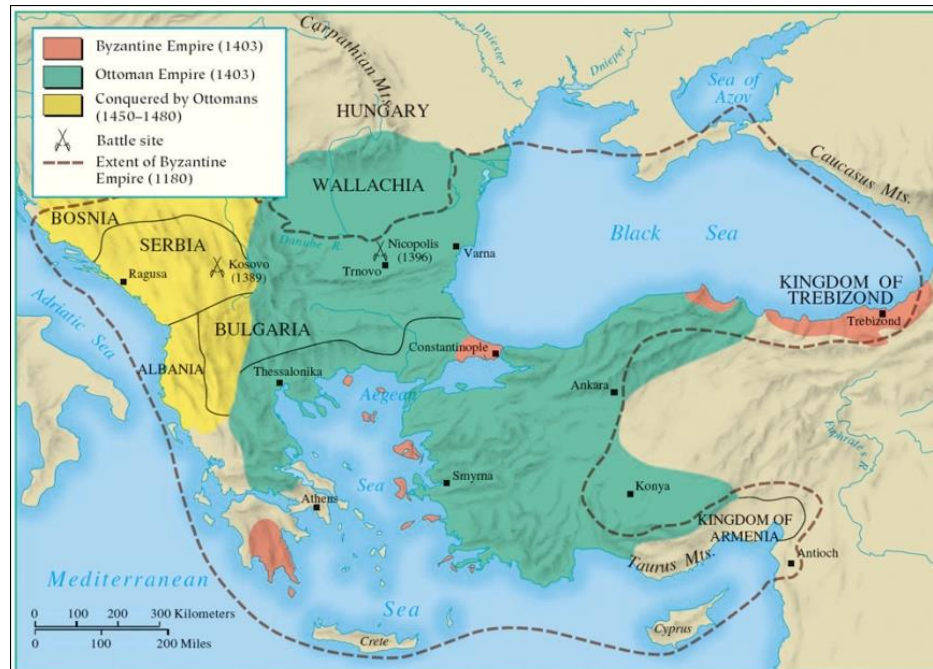 Byzantine Empire (1403)
Ottoman Empire (1403)
Conquered by Ottomans
(1450–1480)
Battle site
Extent of Byzantine
Empire (1180)
Carpathian Mts.
Dniester R.
Dnieper R.
Sea of
Azov
HUNGARY
Caucasus Mts.
WALLACHIA
BOSNIA
SERBIA
Danube R.
Nicopolis
(1396)
Varna
Black Sea
Ragusa
Kosovo
(1389)
Trnovo
KINGDOM OF
TREBIZOND
Trebizond
Adriatic Sea
BULGARIA
Constantinople
ALBANIA
Thessalonika
Aegean
Sea
Ankara
Euphrates R.
Smyrna
Konya
Athens
KINGDOM OF
ARMENIA
Taurus Mts.
Antioch
Mediterranean
Sea
0 100 200 300 Kilometers
0 100 200 Miles
Crete
Cyprus